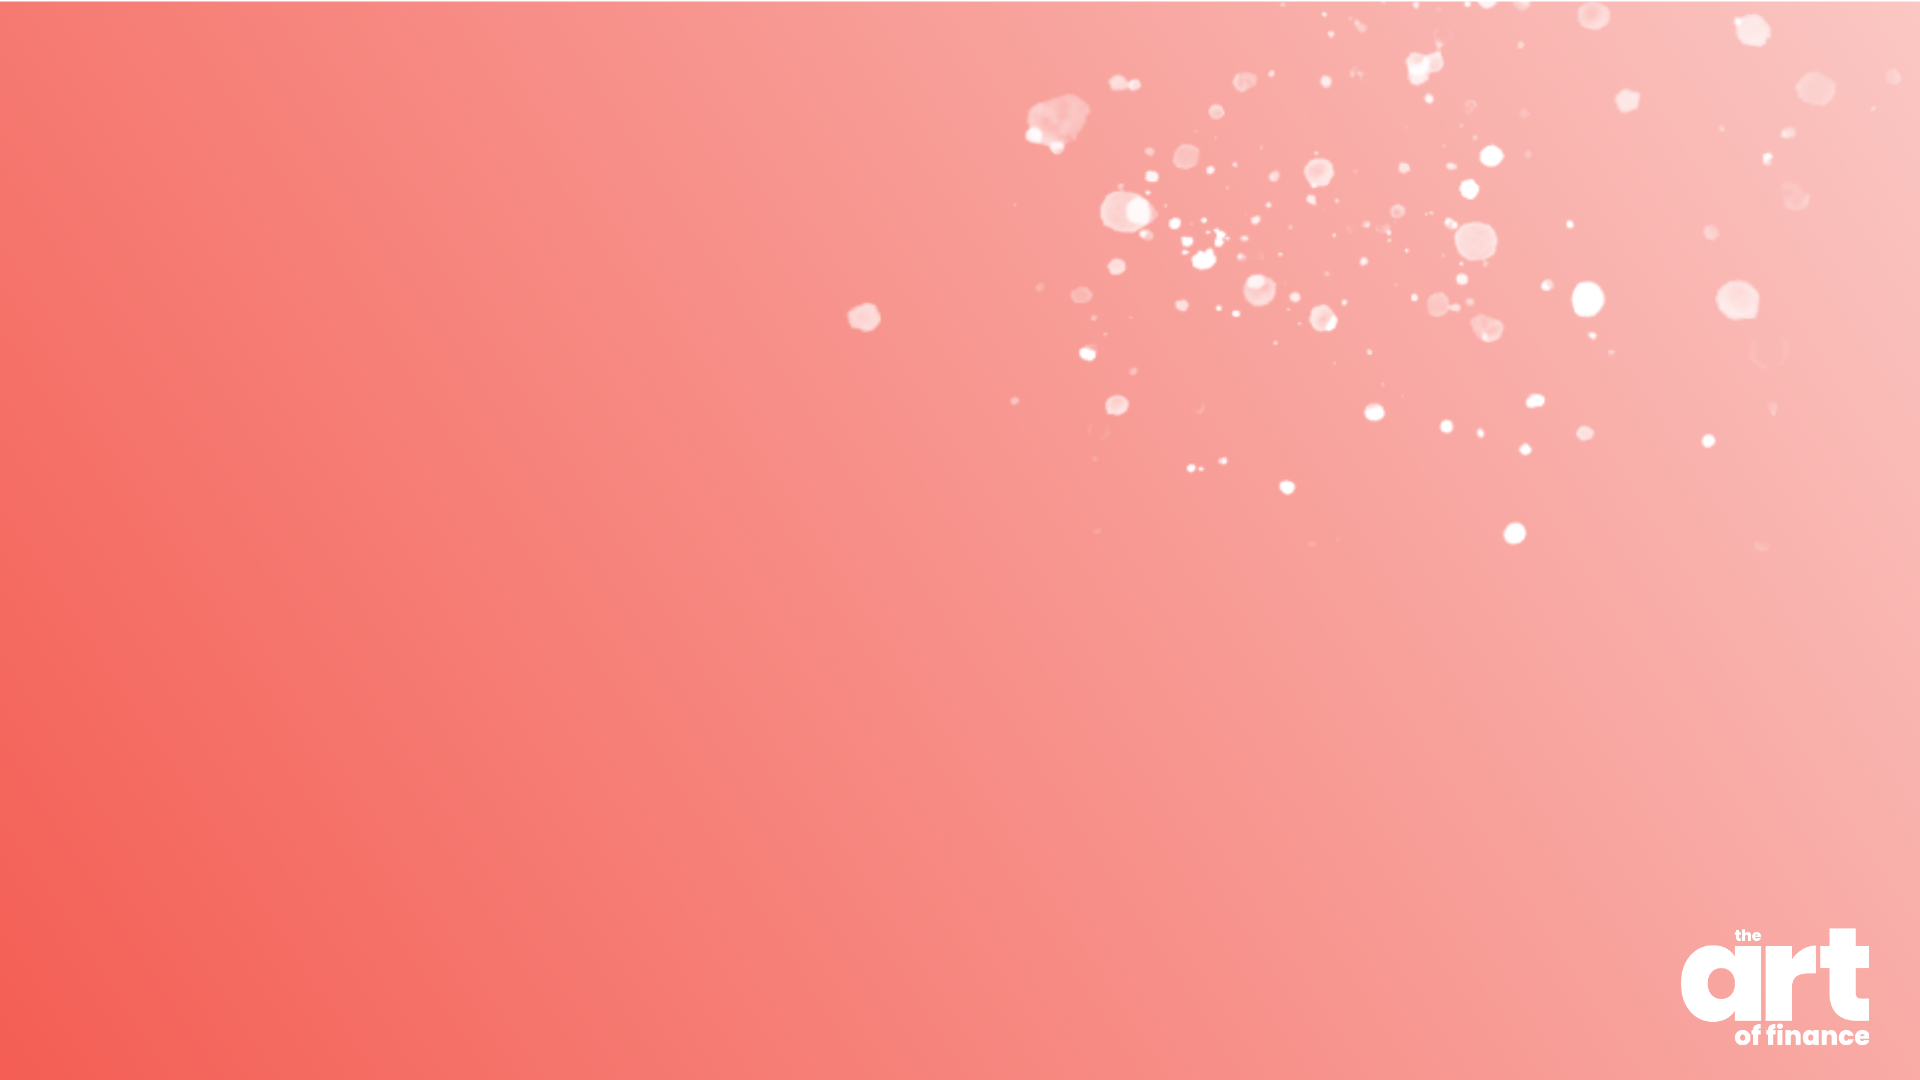 the
art
of finance